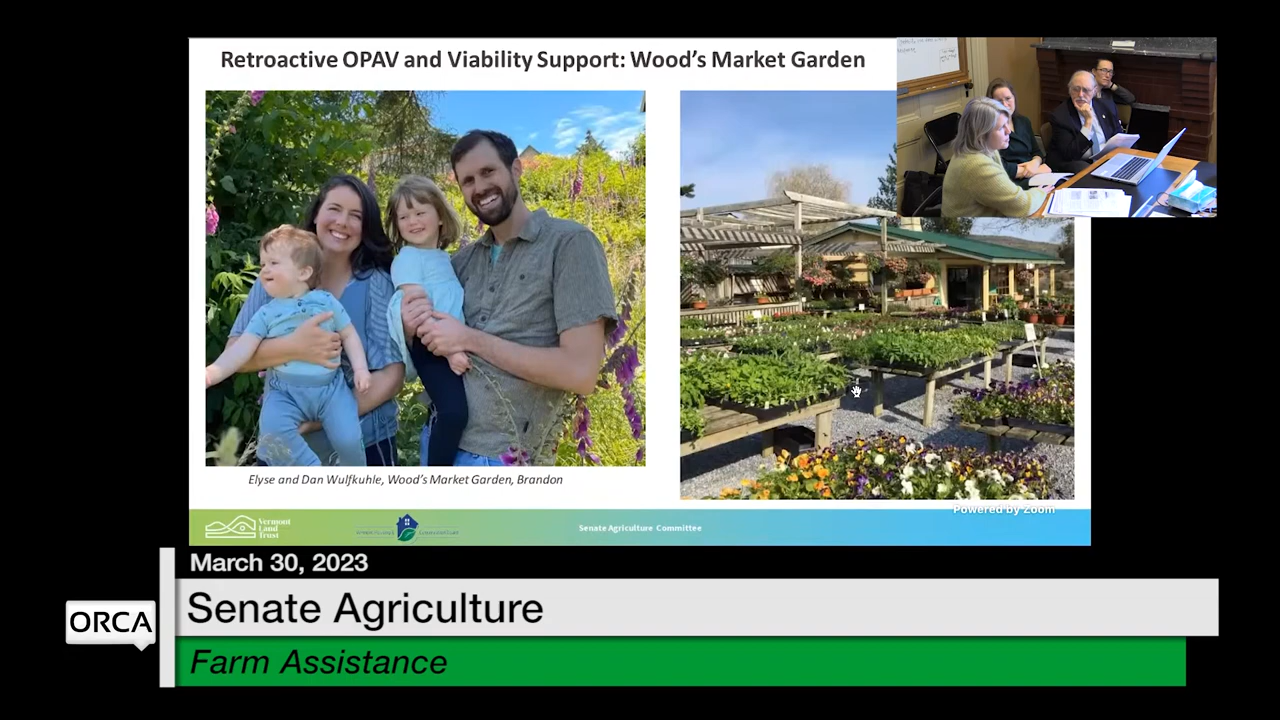 Retroactive OPAV and Viability Support: Wood's Market Garden
Elyse and Dan Wulfkuhle, Wood's Market Garden, Brandon
Vermont
Land
Trust
Senate Agriculture Committee
Powered by Zoom
March 30, 2023
ORCA
Senate Agriculture
Farm Assistance